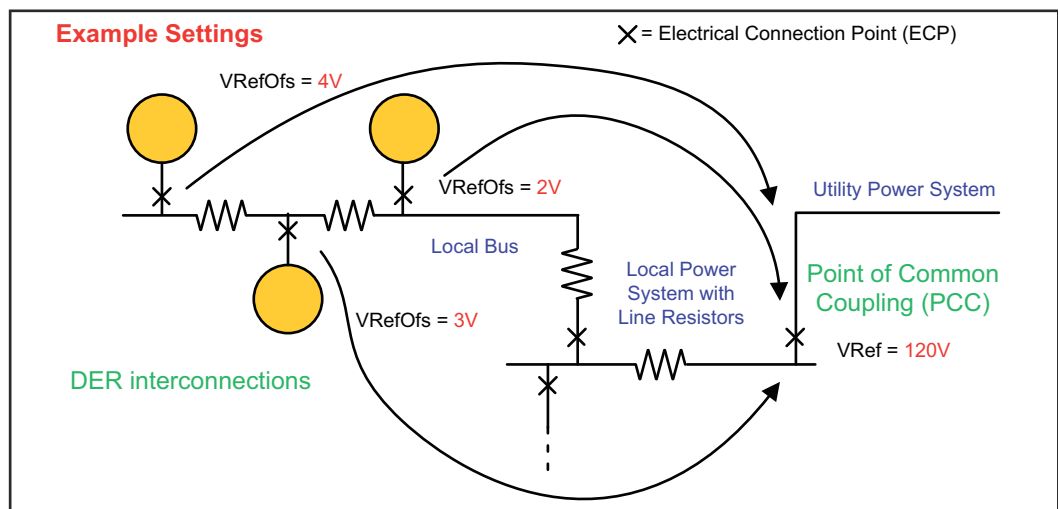 Example Settings
= Electrical Connection Point (ECP)
VRefOfs = 4V
VRefOfs = 2V
Utility Power System
Local Bus
Local Power
System with
Line Resistors
Point of Common
Coupling (PCC)
VRefOfs = 3V
VRef = 120V
DER interconnections